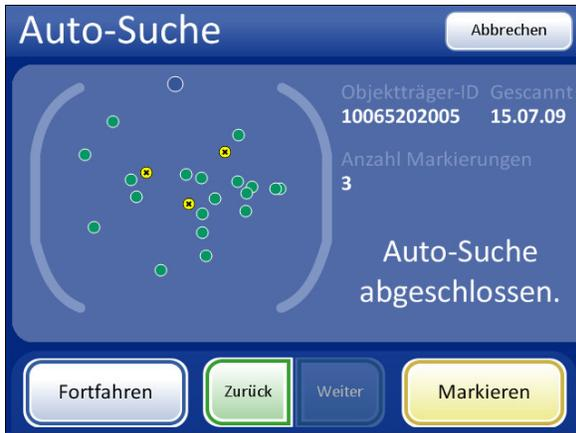 Auto-Suche
Abbrechen
Objektträger-ID Gescannt
10065202005 15.07.09
Anzahl Markierungen
3
Auto-Suche
abgeschlossen.
Fortfahren
Zurück
Weiter
Markieren